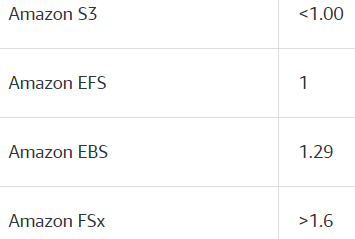 Amazon S3 <1.00
Amazon EFS 1
Amazon EBS 1.29
Amazon FSx >1.6